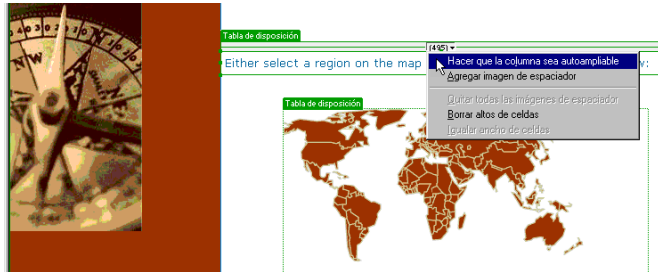 Tabla de disposición
(495)
Either select a region on the map
w:
Hacer que la columna sea autoampliable
Agregar imagen de espaciador
Quitar todas las imágenes de espaciador
Borrar altos de celdas
Igualar ancho de celdas
Tabla de disposición